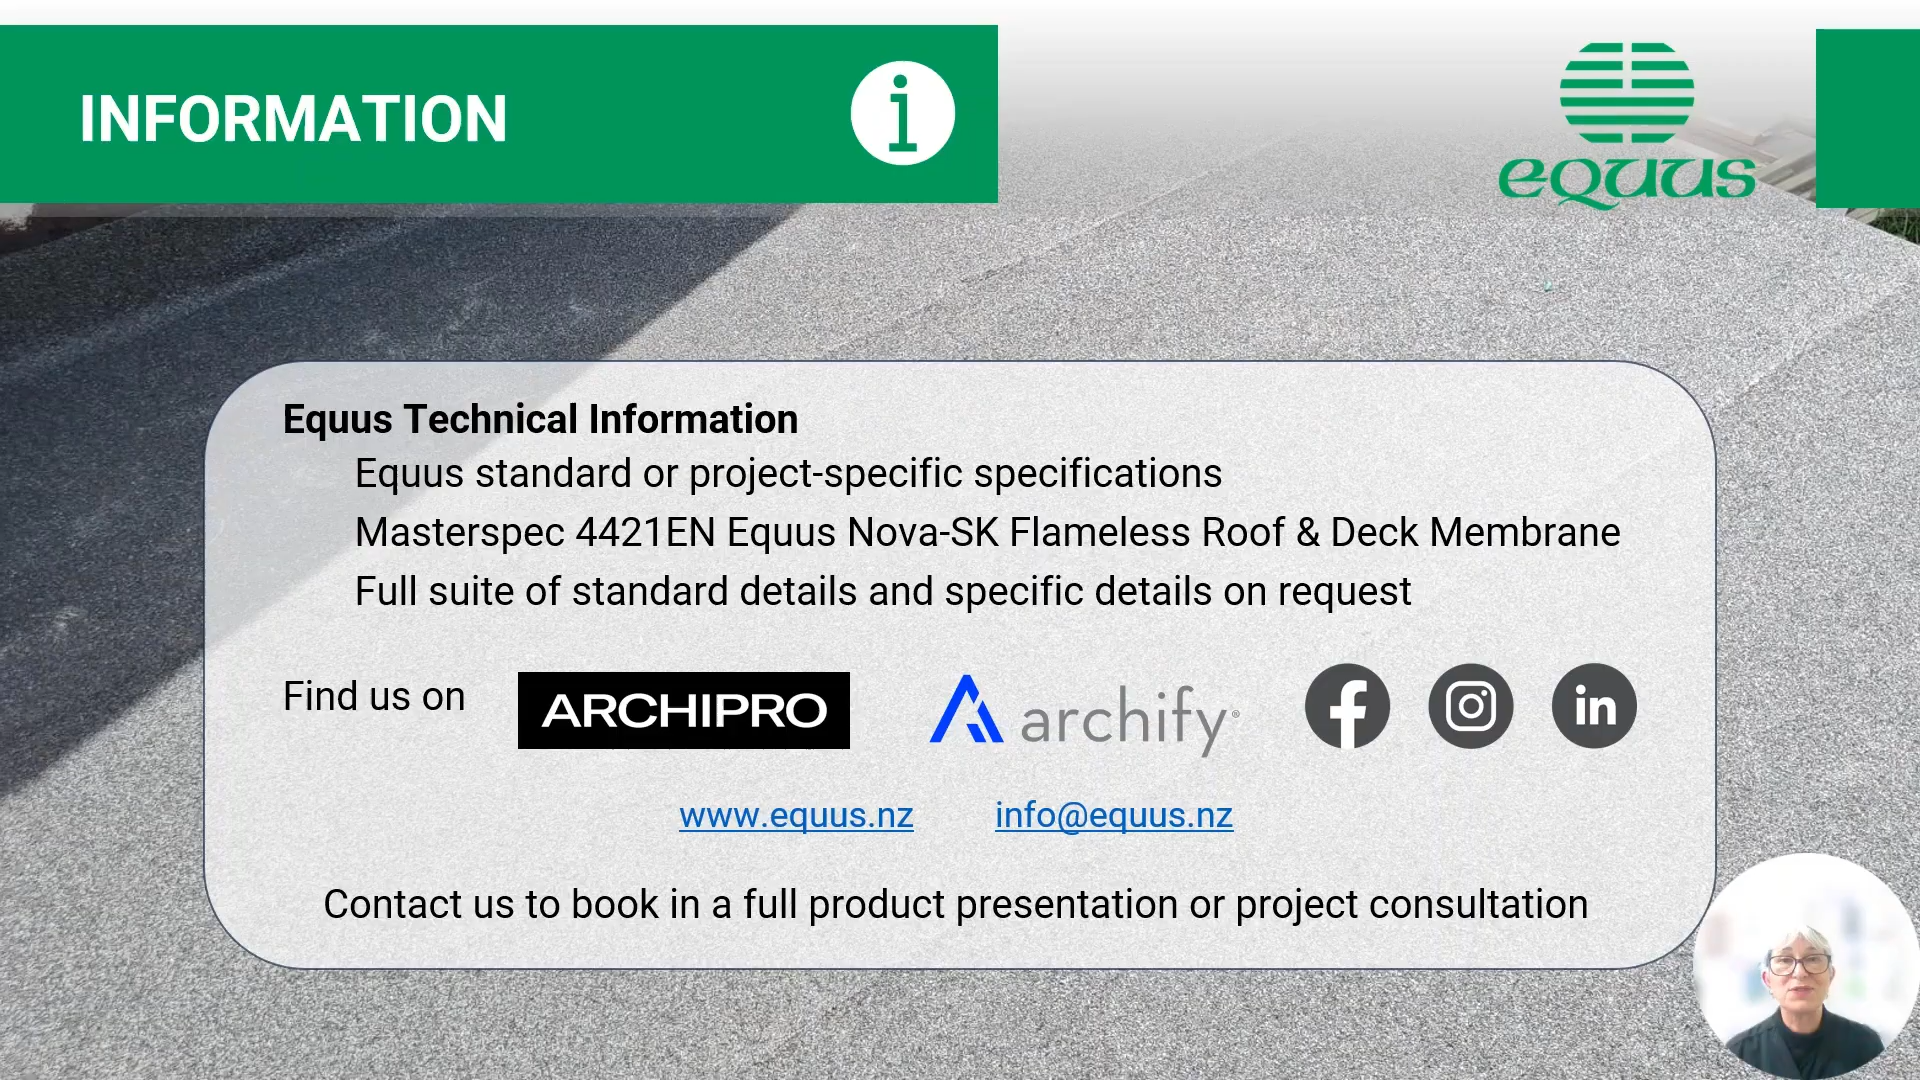 INFORMATION
equus
Equus Technical Information
Equus standard or project-specific specifications
Masterspec 4421EN Equus Nova-SK Flameless Roof & Deck Membrane
Full suite of standard details and specific details on request
Find us on
ARCHIPRO
archify®
www.equus.nz
info@equus.nz
Contact us to book in a full product presentation or project consultation